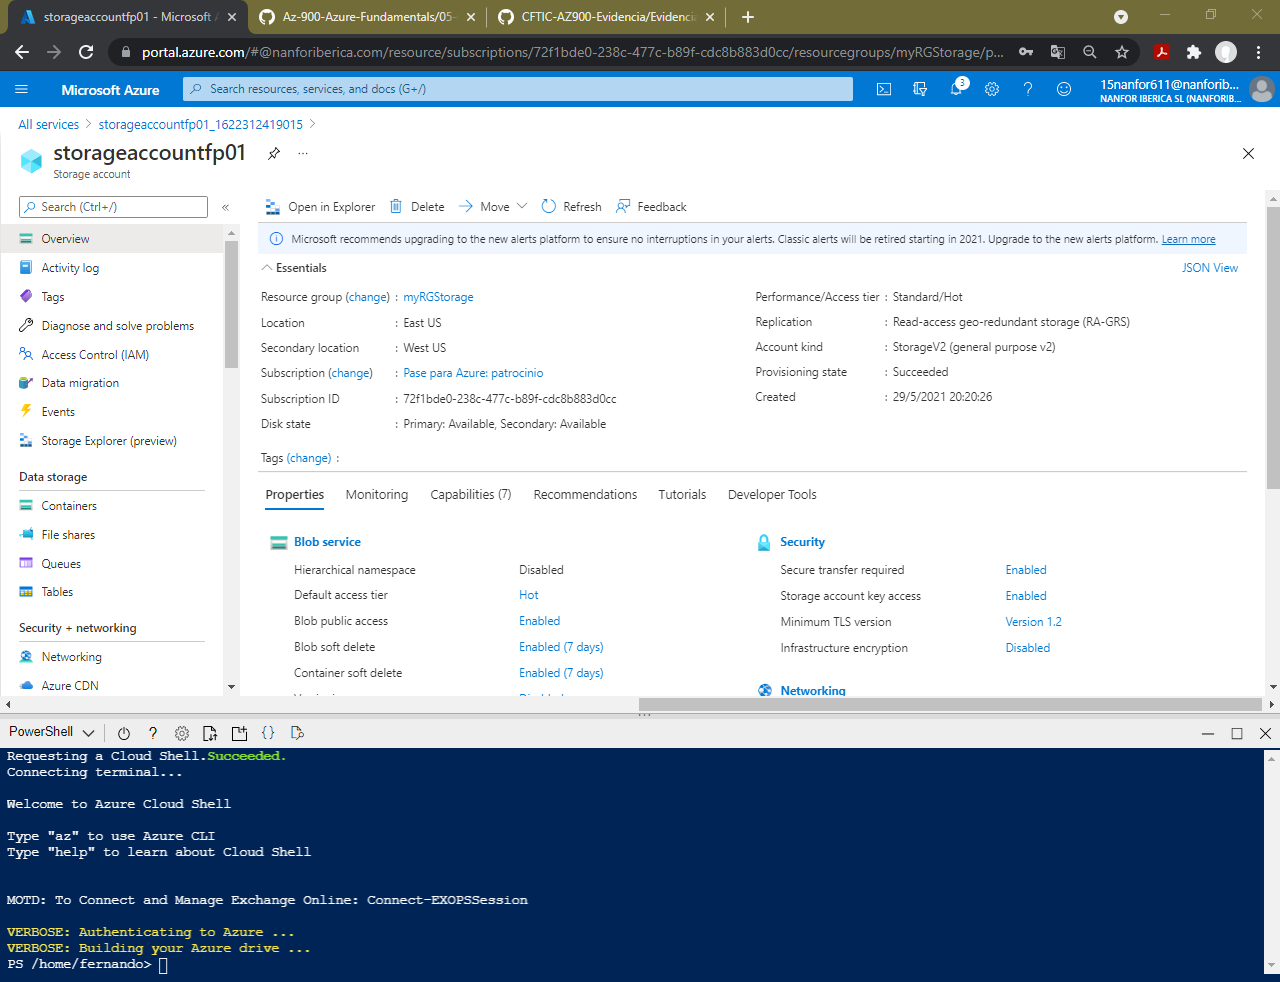 storageaccountfp01 - Microsoft A
Az-900-Azure-Fundamentals/05-
CFTIC-AZ900-Evidencia/Evidencia
portal.azure.com/#@nanforiberica.com/resource/subscriptions/72f1bde0-238c-477c-b89f-cdc8b883d0cc/resourcegroups/myRGStorage/p...
Microsoft Azure
Search resources, services, and docs (G+/)
3
15nanfor611@nanforib...
NANFOR IBERICA SL (NANFORIB...
All services > storageaccountfp01_1622312419015 >
storageaccountfp01
Storage account
Search (Ctrl+/)
«
Open in Explorer
Delete
Move
Refresh
Feedback
Overview
Activity log
Tags
Diagnose and solve problems
Access Control (IAM)
Data migration
Events
Storage Explorer (preview)
Data storage
Containers
File shares
Queues
Tables
Security + networking
Networking
Azure CDN
Microsoft recommends upgrading to the new alerts platform to ensure no interruptions in your alerts. Classic alerts will be retired starting in 2021. Upgrade to the new alerts platform. Learn more
Essentials
JSON View
Resource group (change) : myRGStorage
Location : East US
Secondary location : West US
Subscription (change) : Pase para Azure: patrocinio
Subscription ID : 72f1bde0-238c-477c-b89f-cdc8b883d0cc
Disk state : Primary: Available, Secondary: Available
Performance/Access tier : Standard/Hot
Replication : Read-access geo-redundant storage (RA-GRS)
Account kind : StorageV2 (general purpose v2)
Provisioning state : Succeeded
Created : 29/5/2021 20:20:26
Tags (change) :
Properties
Monitoring
Capabilities (7)
Recommendations
Tutorials
Developer Tools
Blob service
Hierarchical namespace Disabled
Default access tier Hot
Blob public access Enabled
Blob soft delete Enabled (7 days)
Container soft delete Enabled (7 days)
Security
Secure transfer required Enabled
Storage account key access Enabled
Minimum TLS version Version 1.2
Infrastructure encryption Disabled
Networking
PowerShell
Requesting a Cloud Shell.Succeeded.
Connecting terminal...
Welcome to Azure Cloud Shell
Type "az" to use Azure CLI
Type "help" to learn about Cloud Shell
MOTD: To Connect and Manage Exchange Online: Connect-EXOPSSession
VERBOSE: Authenticating to Azure ...
VERBOSE: Building your Azure drive ...
PS /home/fernando>